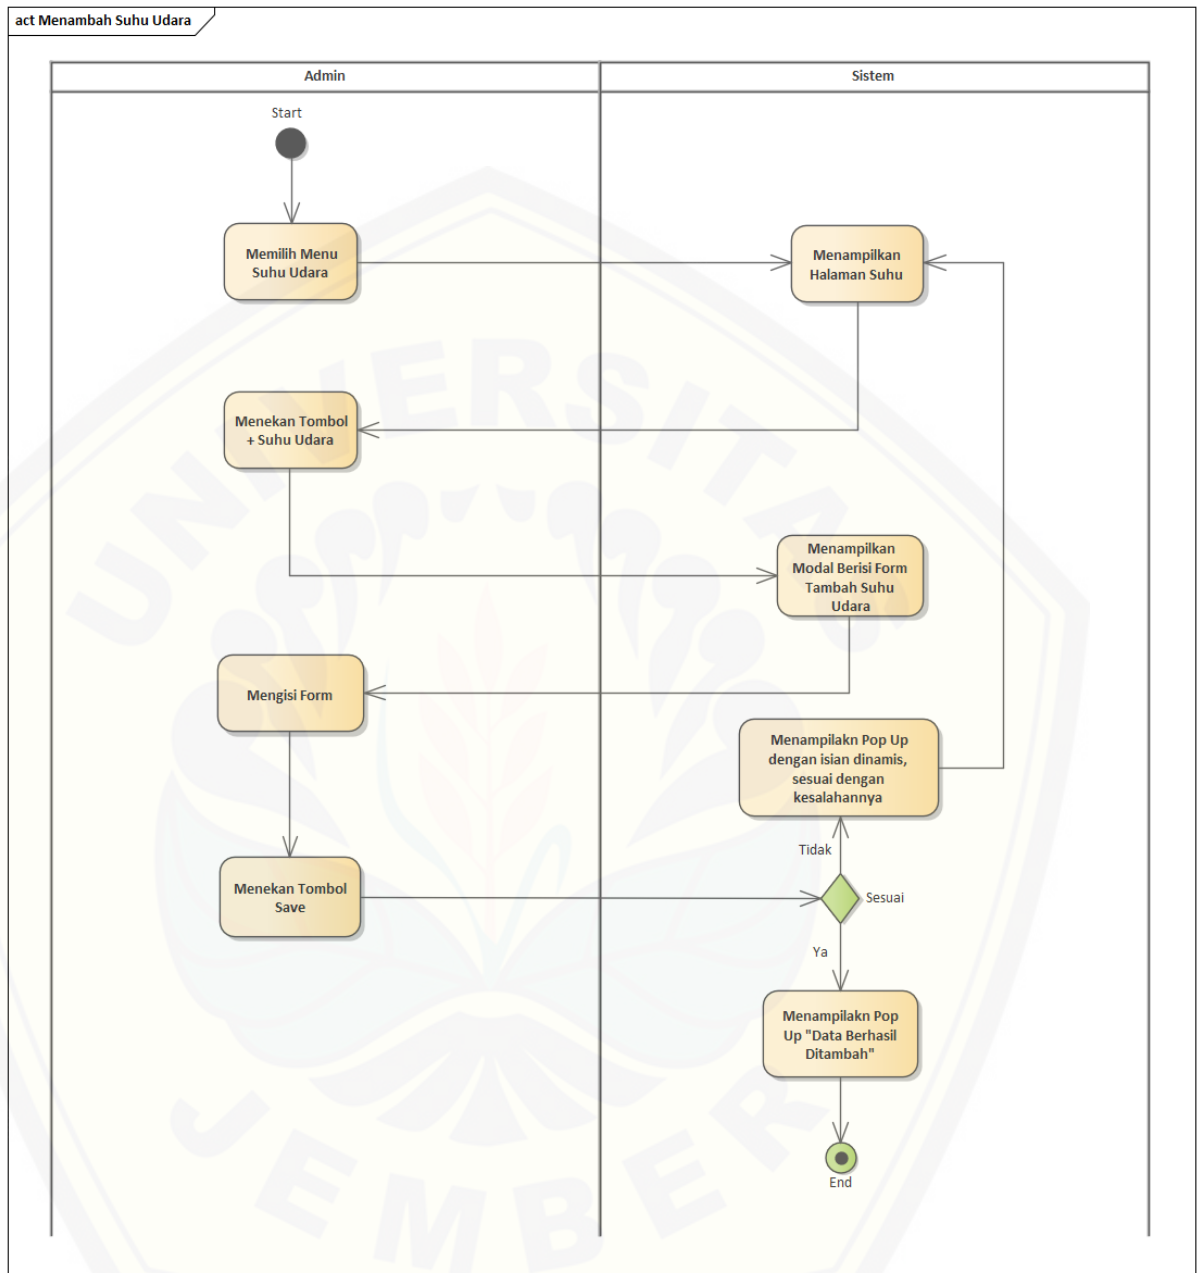 act Menambah Suhu Udara
Admin
Sistem
Start
Memilih Menu
Suhu Udara
Menampilkan
Halaman Suhu
Menekan Tombol
+ Suhu Udara
Menampilkan
Modal Berisi Form
Tambah Suhu
Udara
Mengisi Form
Menampilakn Pop Up
dengan isian dinamis,
sesuai dengan
kesalahannya
Tidak
Menekan Tombol
Save
Sesuai
Ya
Menampilakn Pop
Up "Data Berhasil
Ditambah"
End
UNIVERSITAS
JEMBER